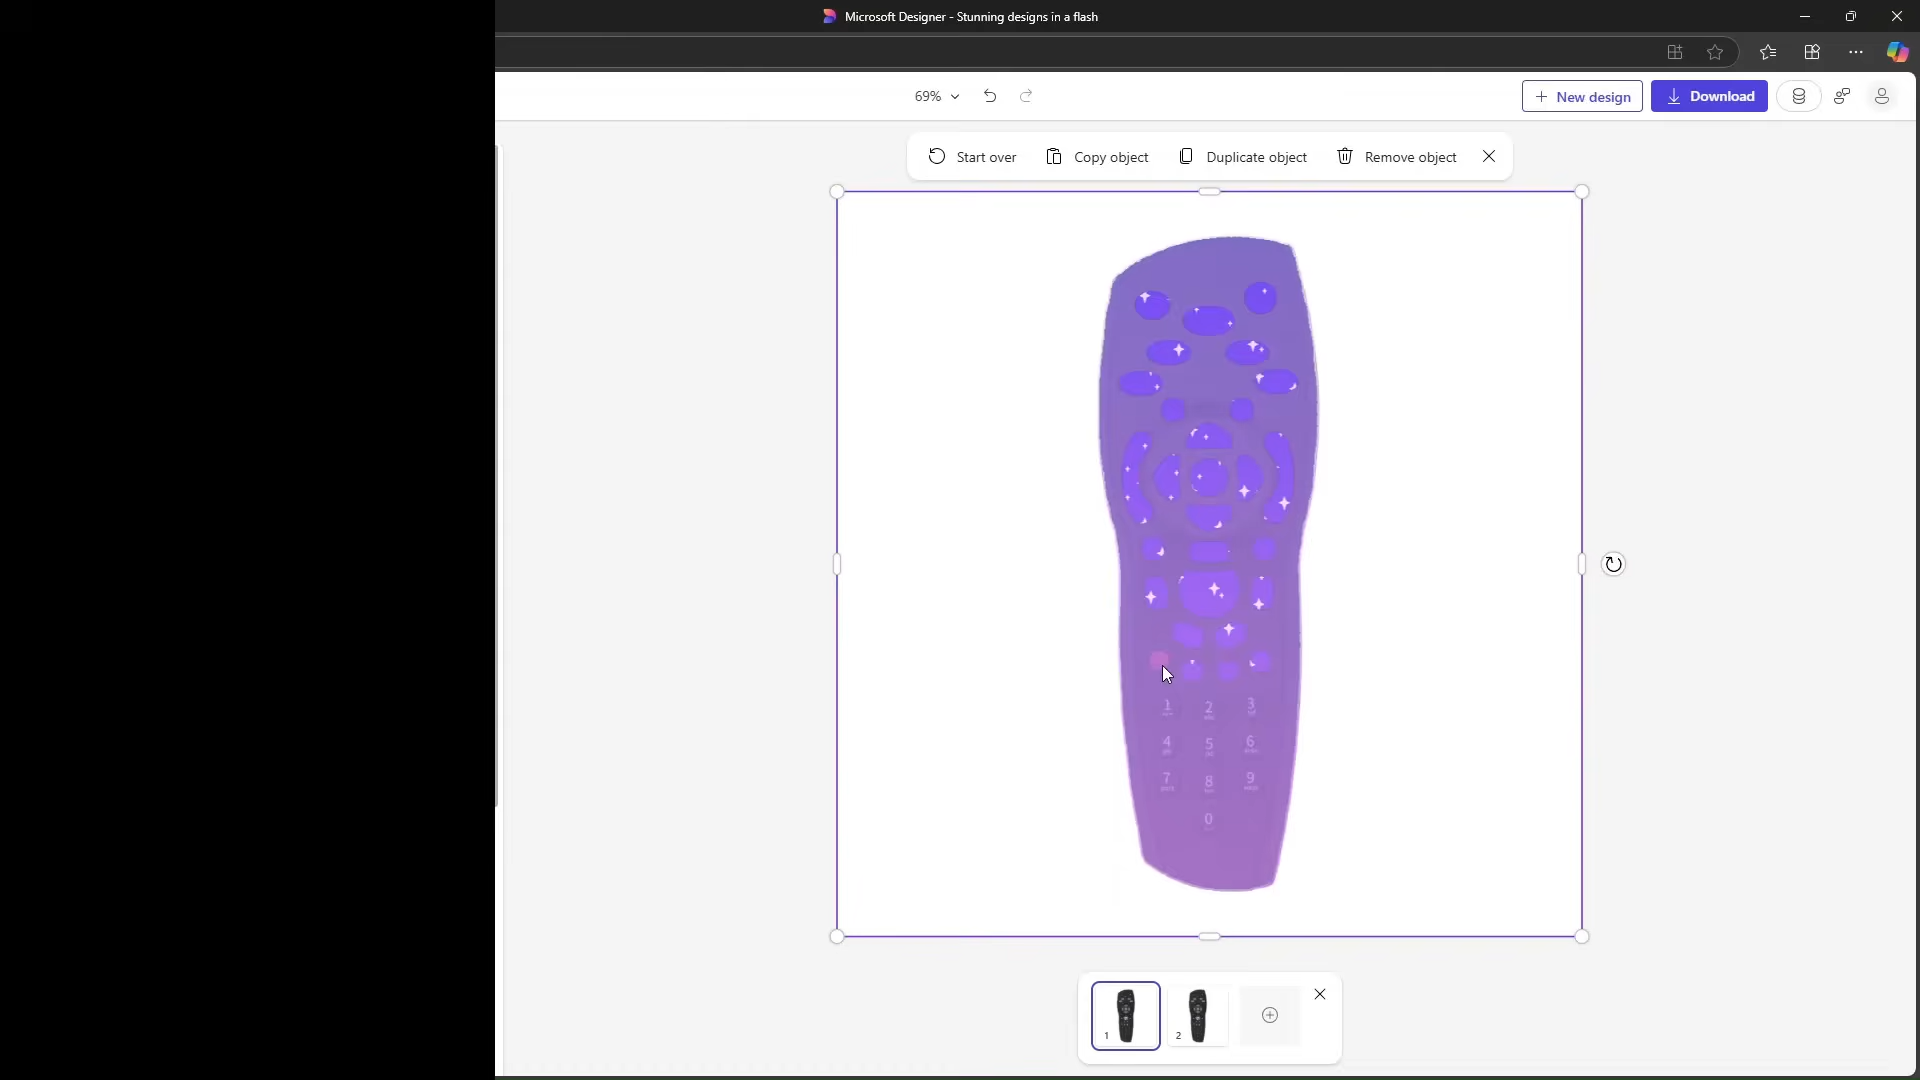 Microsoft Designer - Stunning designs in a flash
69%
New design
Download
Start over
Copy object
Duplicate object
Remove object
1 2 3
4 5 6
7 8 9
0
1
2